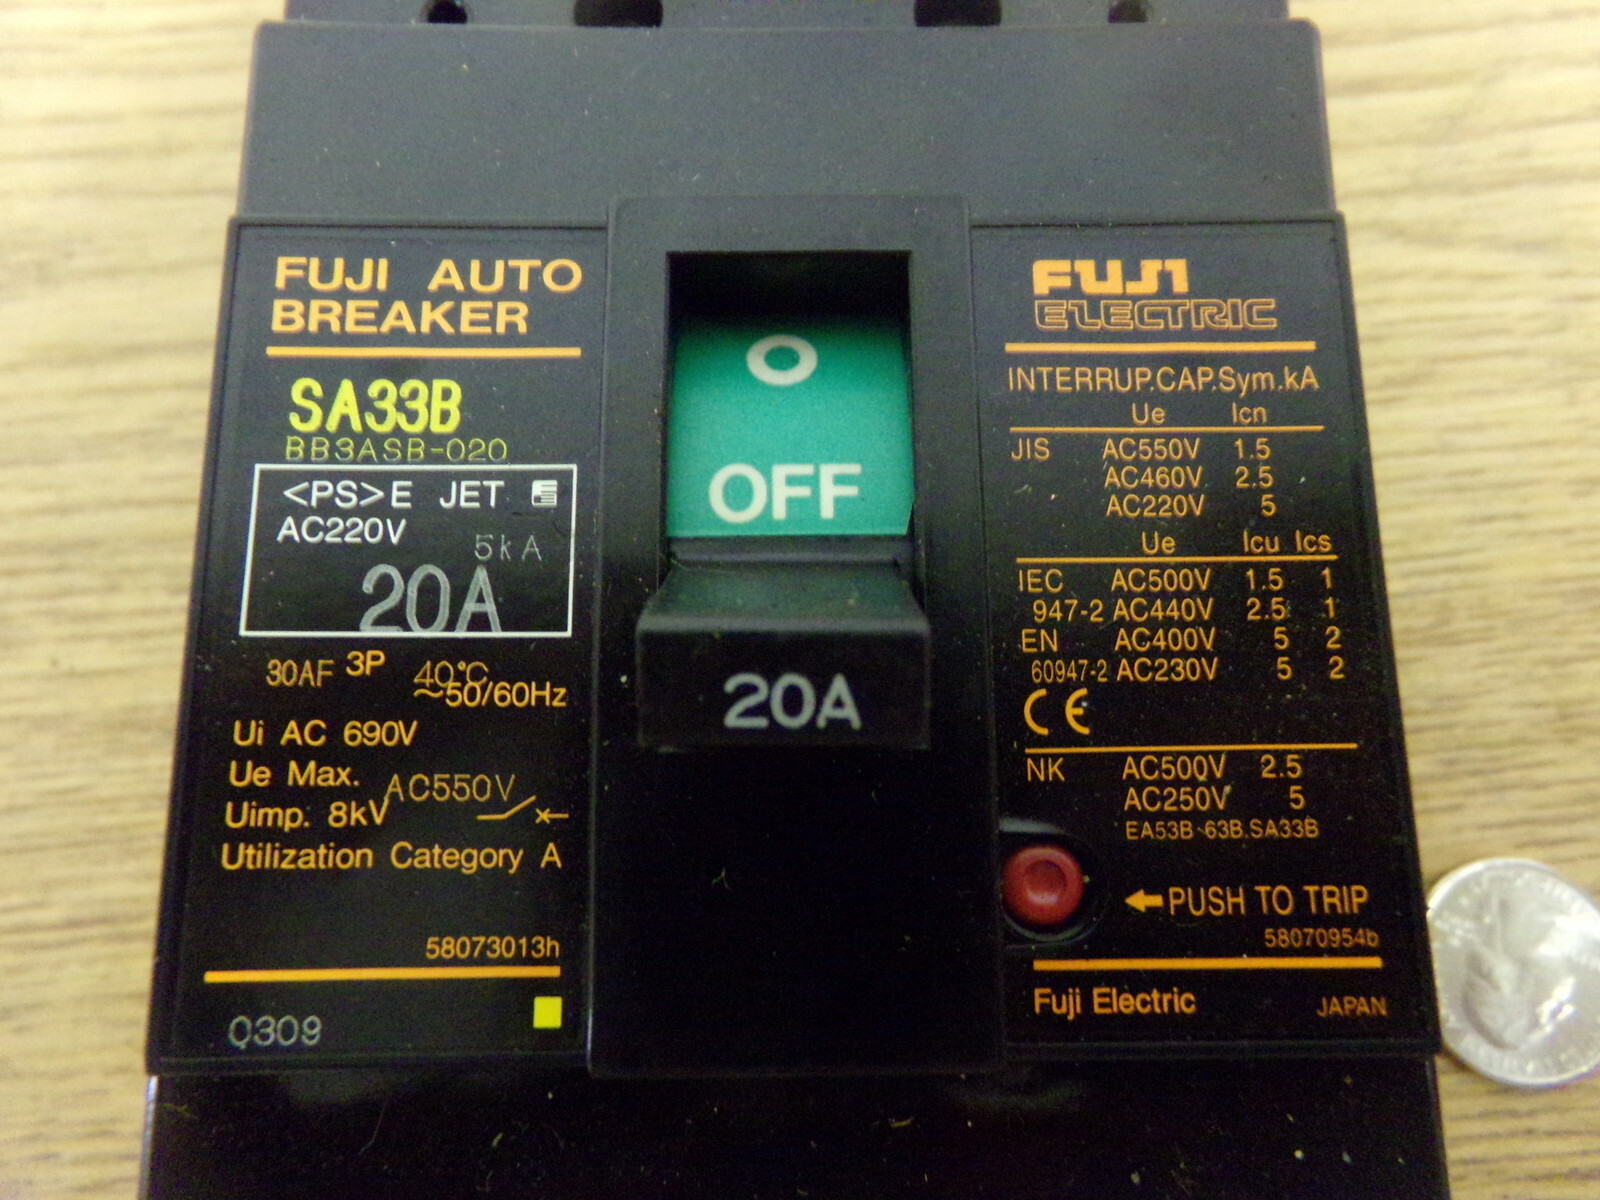 FUJI AUTO
BREAKER
SA33B
BB3ASB-020
<PS>E JET
AC220V
5kA
20A
30AF 3P 40°C
~50/60Hz
Ui AC 690V
Ue Max. AC550V
Uimp. 8kV
Utilization Category A
58073013h
0309
O
OFF
20A
FUJI
ELECTRIC
INTERRUP.CAP.Sym.kA
Ue Icn
JIS AC550V 1.5
AC460V 2.5
AC220V 5
Ue Icu Ics
IEC AC500V 1.5 1
947-2 AC440V 2.5 1
EN AC400V 5 2
60947-2 AC230V 5 2
CE
NK AC500V 2.5
AC250V 5
EA53B·63B.SA33B
←PUSH TO TRIP
58070954b
Fuji Electric JAPAN